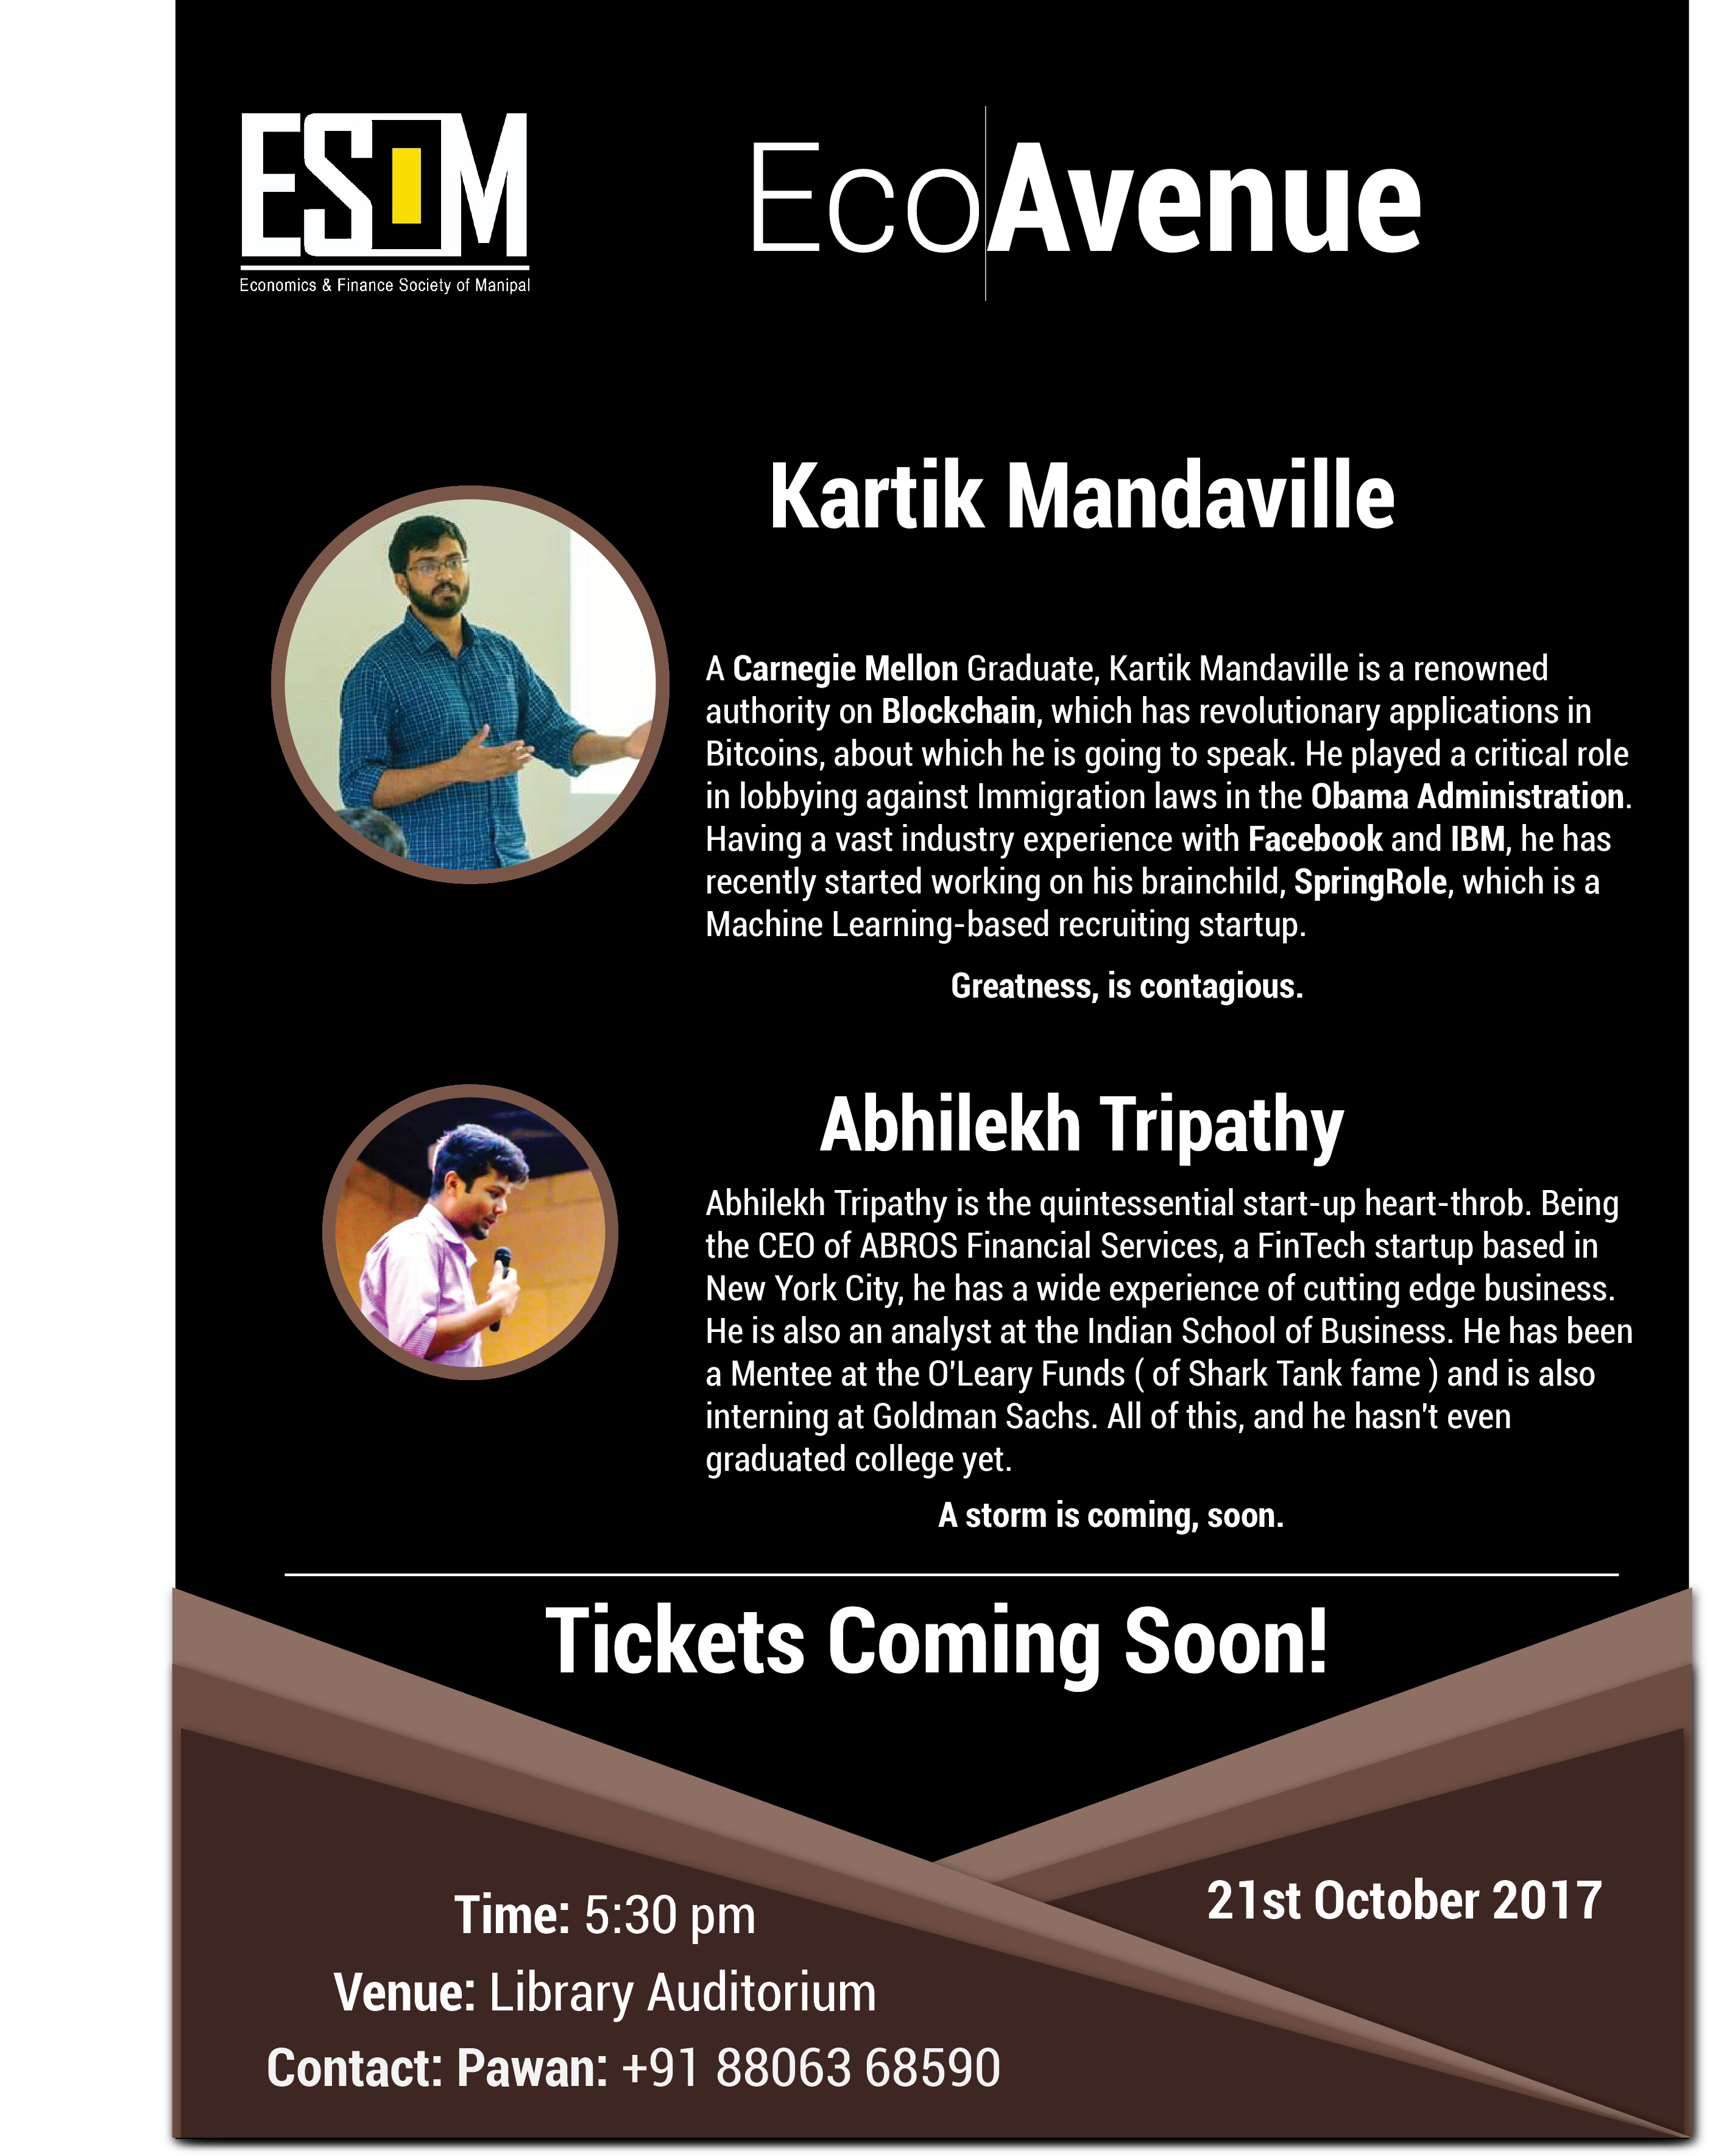 ESOM
Economics & Finance Society of Manipal
EcoAvenue
Kartik Mandaville
A Carnegie Mellon Graduate, Kartik Mandaville is a renowned
authority on Blockchain, which has revolutionary applications in
Bitcoins, about which he is going to speak. He played a critical role
in lobbying against Immigration laws in the Obama Administration.
Having a vast industry experience with Facebook and IBM, he has
recently started working on his brainchild, SpringRole, which is a
Machine Learning-based recruiting startup.
Greatness, is contagious.
Abhilekh Tripathy
Abhilekh Tripathy is the quintessential start-up heart-throb. Being
the CEO of ABROS Financial Services, a FinTech startup based in
New York City, he has a wide experience of cutting edge business.
He is also an analyst at the Indian School of Business. He has been
a Mentee at the O'Leary Funds ( of Shark Tank fame ) and is also
interning at Goldman Sachs. All of this, and he hasn't even
graduated college yet.
A storm is coming, soon.
Tickets Coming Soon!
21st October 2017
Time: 5:30 pm
Venue: Library Auditorium
Contact: Pawan: +91 88063 68590